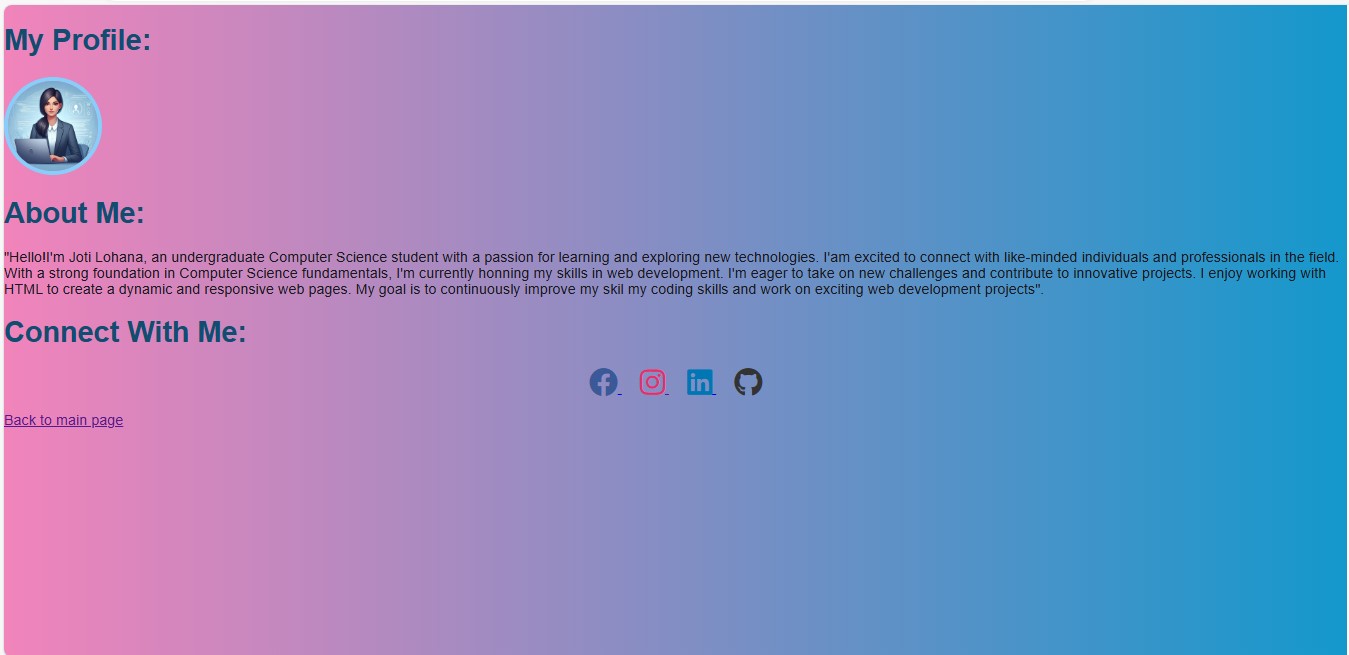 My Profile:
About Me:
"Hello!I'm Joti Lohana, an undergraduate Computer Science student with a passion for learning and exploring new technologies. I'am excited to connect with like-minded individuals and professionals in the field.
With a strong foundation in Computer Science fundamentals, I'm currently honning my skills in web development. I'm eager to take on new challenges and contribute to innovative projects. I enjoy working with
HTML to create a dynamic and responsive web pages. My goal is to continuously improve my skil my coding skills and work on exciting web development projects".
Connect With Me:
in
Back to main page